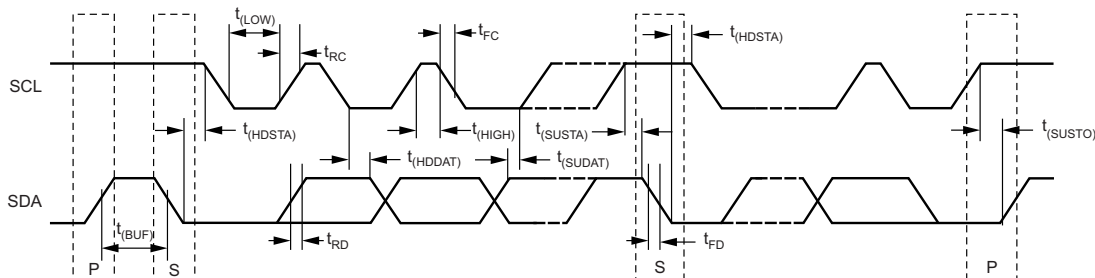 t(LOW)
tRC
tFC
t(HDSTA)
SCL
t(HDSTA)
t(HIGH)
t(SUSTA)
t(SUSTO)
t(HDDAT)
t(SUDAT)
SDA
t(BUF)
tRD
tFD
P
S
S
P